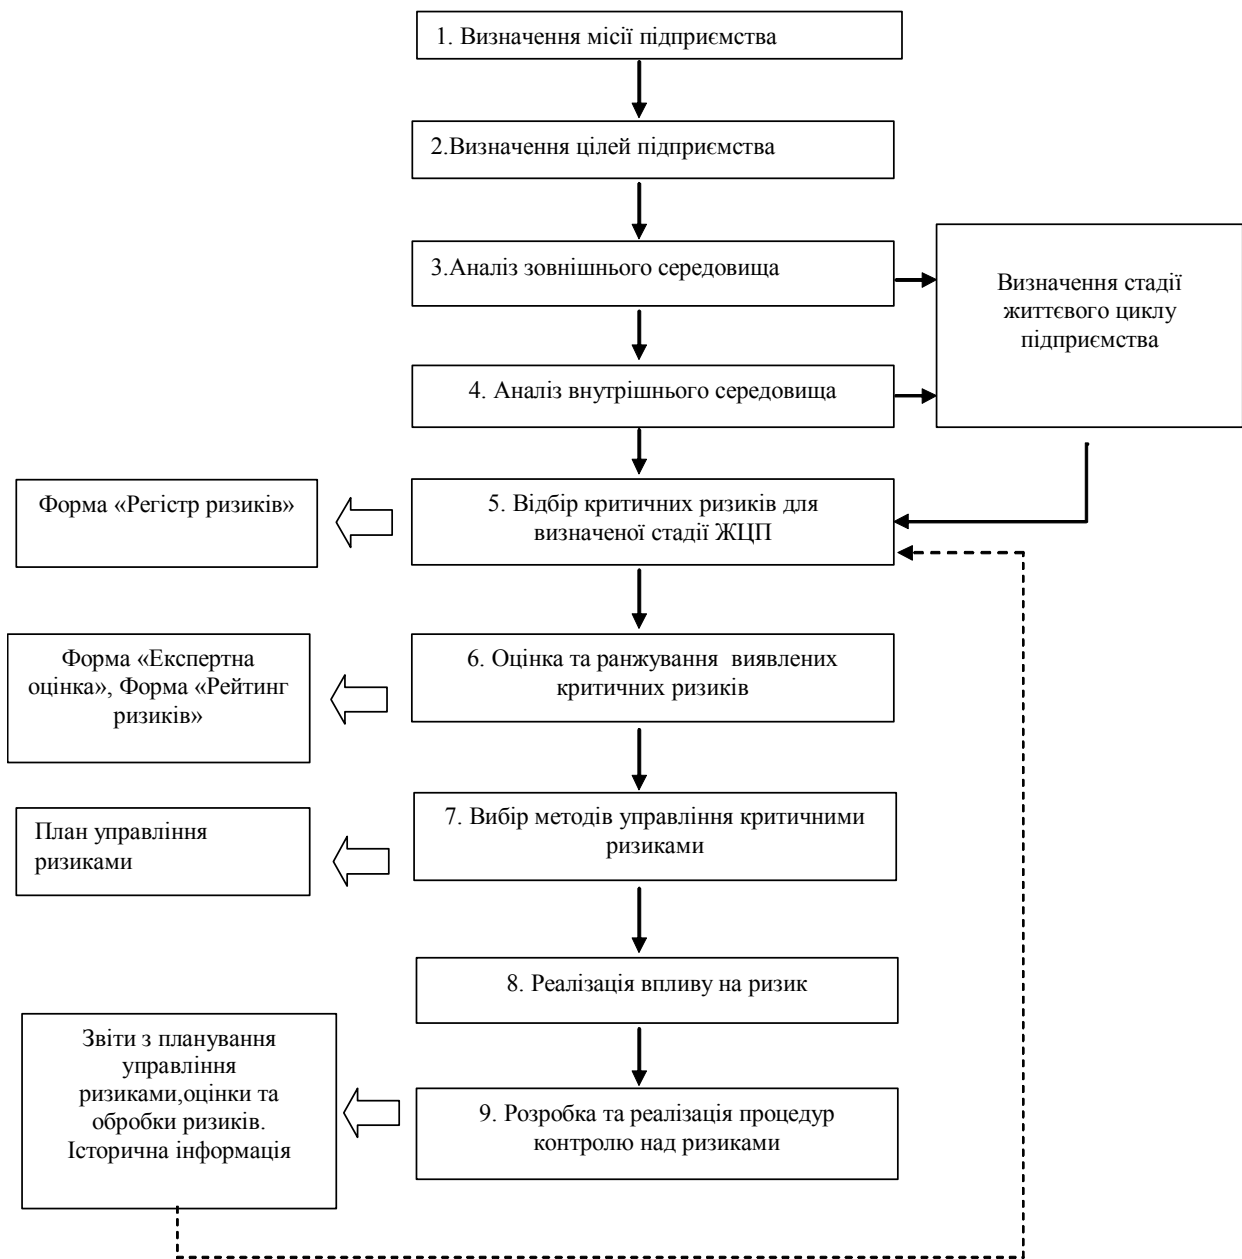 1. Визначення місії підприємства
2.Визначення цілей підприємства
3.Аналіз зовнішнього середовища
Визначення стадії
життєвого циклу
підприємства
4. Аналіз внутрішнього середовища
Форма «Регістр ризиків»
5. Відбір критичних ризиків для
визначеної стадії ЖЦП
Форма «Експертна
оцінка», Форма «Рейтинг
ризиків»
6. Оцінка та ранжування виявлених
критичних ризиків
План управління
ризиками
7. Вибір методів управління критичними
ризиками
8. Реалізація впливу на ризик
Звіти з планування
управління
ризиками,оцінки та
обробки ризиків.
Історична інформація
9. Розробка та реалізація процедур
контролю над ризиками